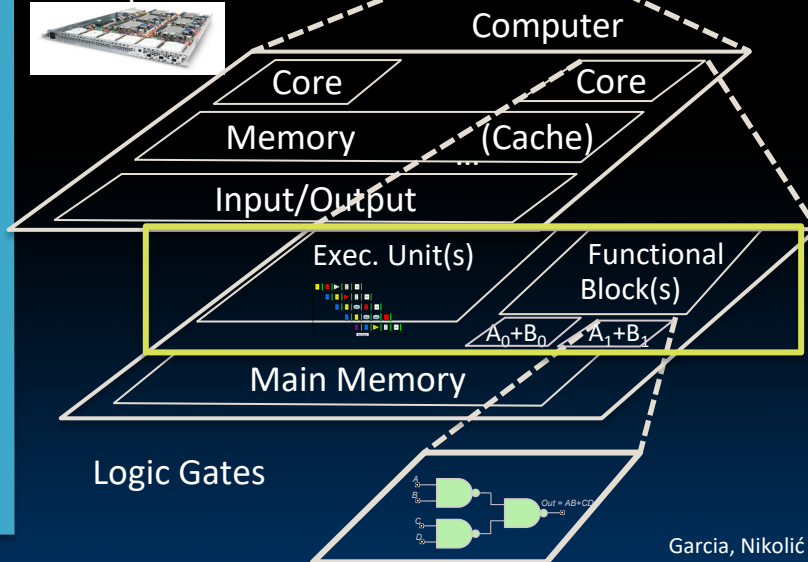 Computer
Core
Core
Memory
(Cache)
...
Input/Output
Exec. Unit(s)
Functional
Block(s)
A₀+B₀
A₁+B₁
Main Memory
Logic Gates
A
B
C
D
Out = AB+CD
Garcia, Nikolić